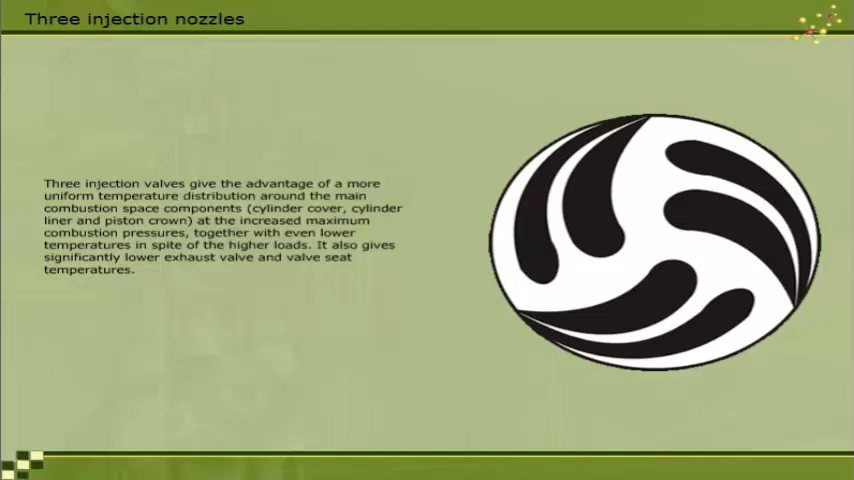 Three injection nozzles
Three injection valves give the advantage of a more
uniform temperature distribution around the main
combustion space components (cylinder cover, cylinder
liner and piston crown) at the increased maximum
combustion pressures, together with even lower
temperatures in spite of the higher loads. It also gives
significantly lower exhaust valve and valve seat
temperatures.